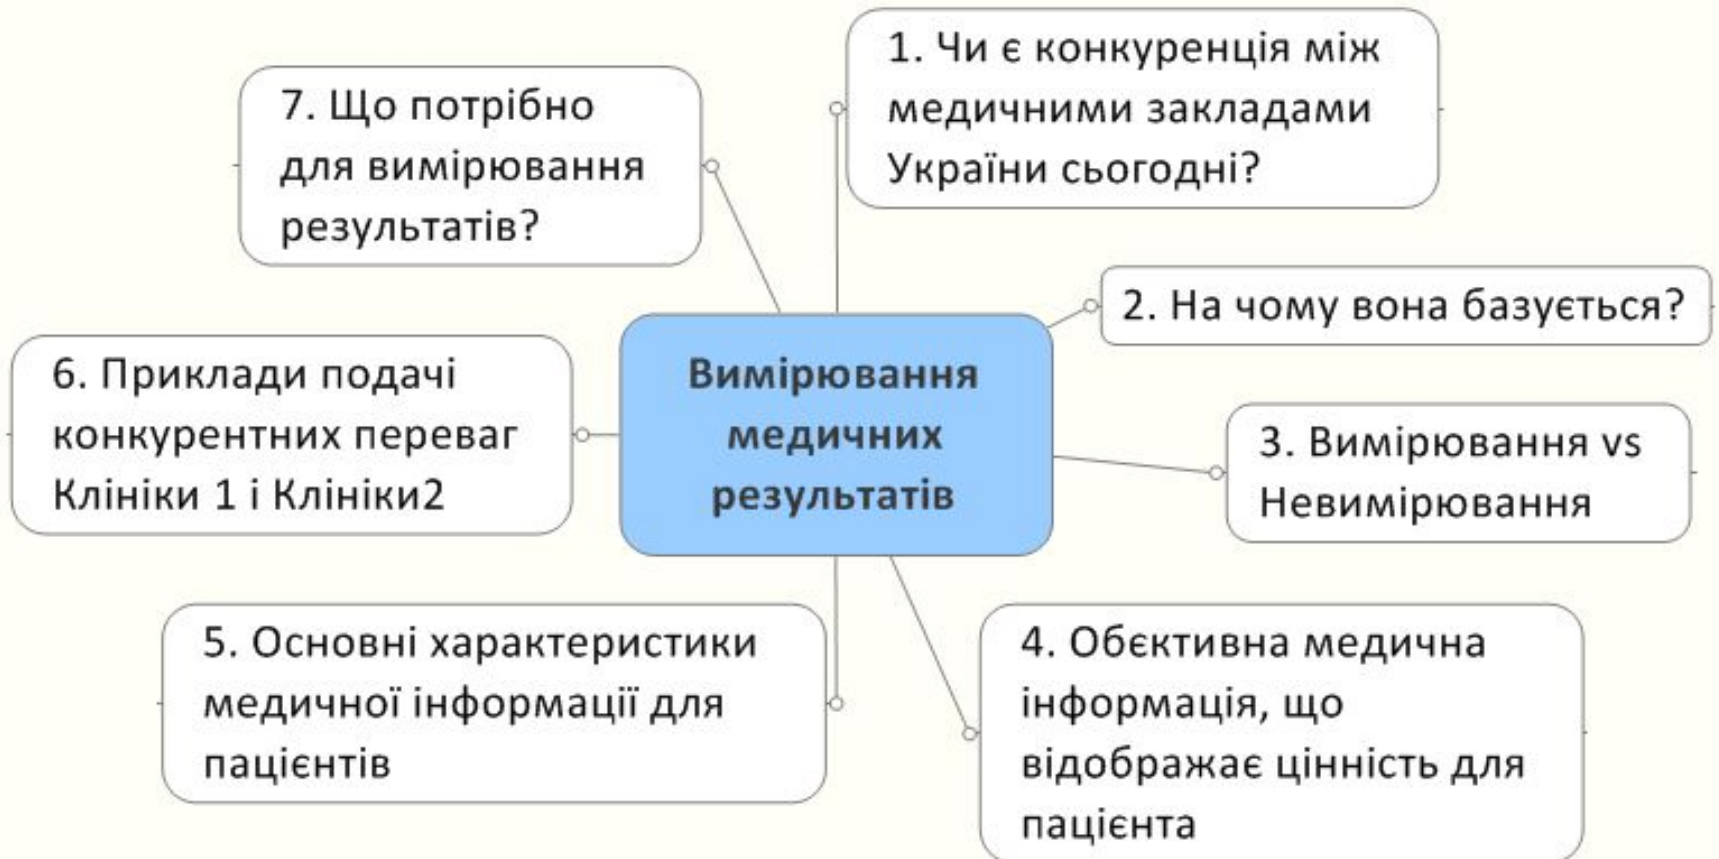 Вимірювання
медичних
результатів
1. Чи є конкуренція між
медичними закладами
України сьогодні?
2. На чому вона базується?
3. Вимірювання vs
Невимірювання
4. Обєктивна медична
інформація, що
відображає цінність для
пацієнта
5. Основні характеристики
медичної інформації для
пацієнтів
6. Приклади подачі
конкурентних переваг
Клініки 1 і Клініки2
7. Що потрібно
для вимірювання
результатів?